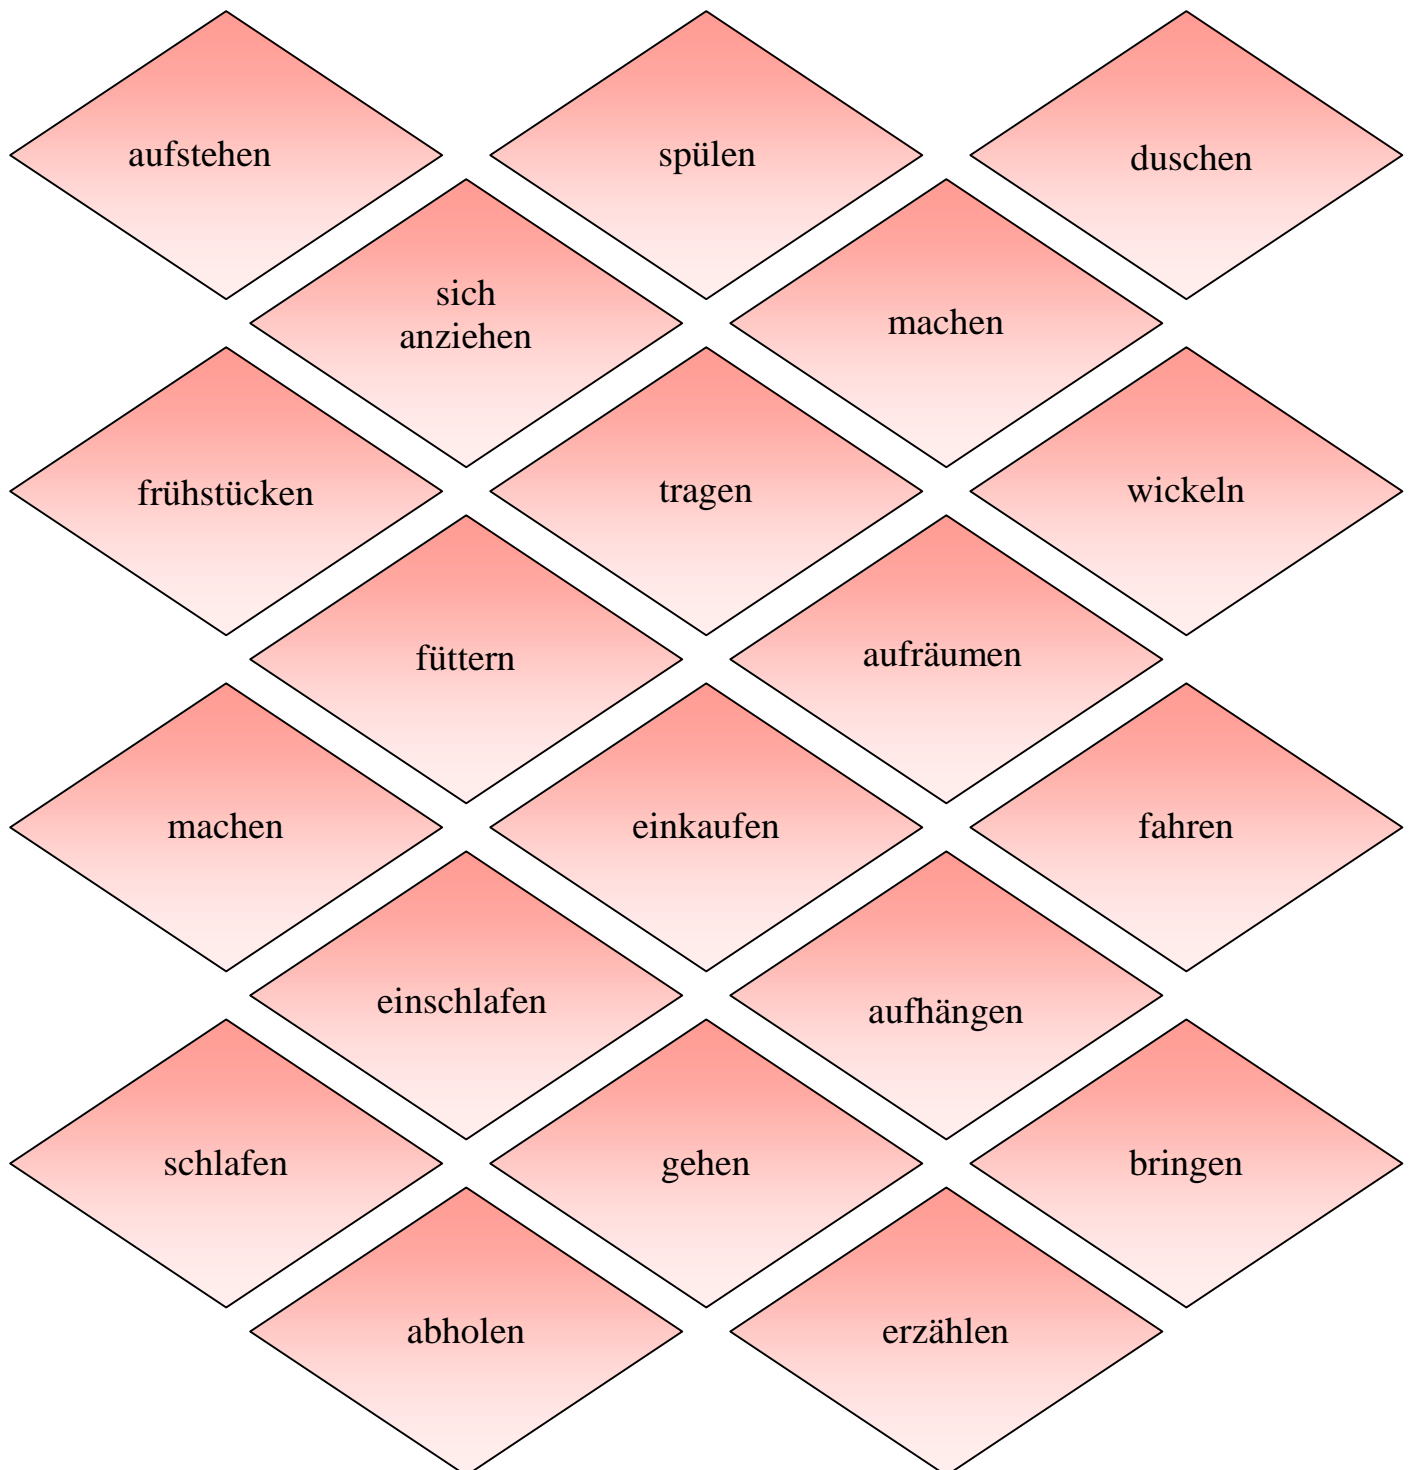 aufstehen
spülen
duschen
sich
anziehen
machen
frühstücken
tragen
wickeln
füttern
aufräumen
machen
einkaufen
fahren
einschlafen
aufhängen
schlafen
gehen
bringen
abholen
erzählen